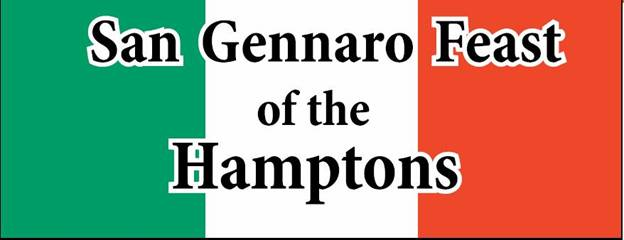 San Gennaro Feast
of the
Hamptons